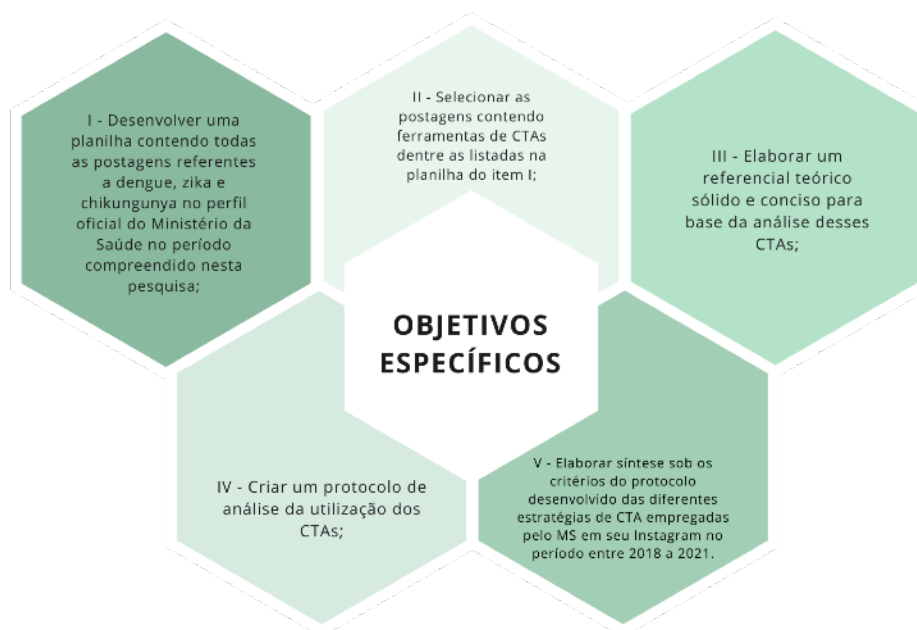 I - Desenvolver uma
planilha contendo todas
as postagens referentes
a dengue, zika e
chikungunya no perfil
oficial do Ministério da
Saúde no período
compreendido nesta
pesquisa;
II - Selecionar as
postagens contendo
ferramentas de CTAs
dentre as listadas na
planilha do item I;
III - Elaborar um
referencial teórico
sólido e conciso para
base da análise desses
CTAs;
OBJETIVOS
ESPECÍFICOS
IV - Criar um protocolo de
análise da utilização dos
CTAs;
V - Elaborar síntese sob os
critérios do protocolo
desenvolvido das diferentes
estratégias de CTA empregadas
pelo MS em seu Instagram no
período entre 2018 a 2021.